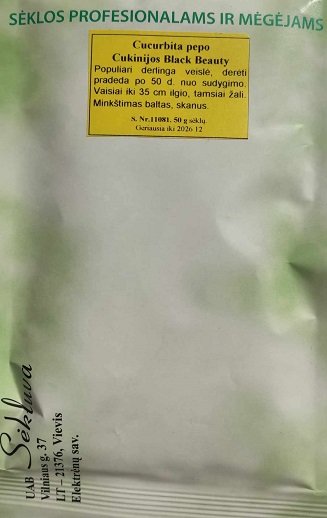 SĖKLOS PROFESIONALAMS IR MĖGĖJAMS
Cucurbita pepo
Cukinijos Black Beauty
Populiari derlinga veislė, derėti
pradeda po 50 d. nuo sudygimo.
Vaisiai iki 35 cm ilgio, tamsiai žali.
Minkštimas baltas, skanus.
S. Nr.11081. 50 g sėklų.
Geriausia iki 2026 12
UAB Sėkluva
Vilniaus g. 37
LT – 21376, Vievis
Elektrėnų sav.